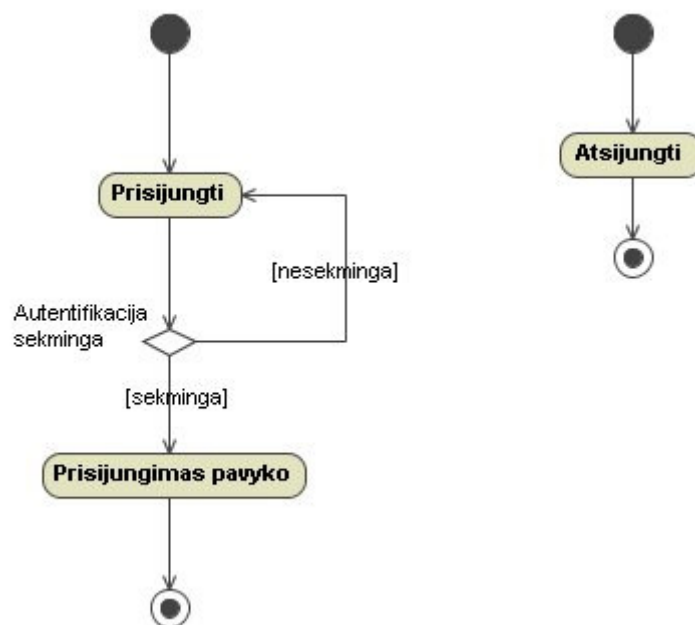 Prisijungti
Atsijungti
[nesekminga]
Autentifikacija
sekminga
[sekminga]
Prisijungimas pavyko